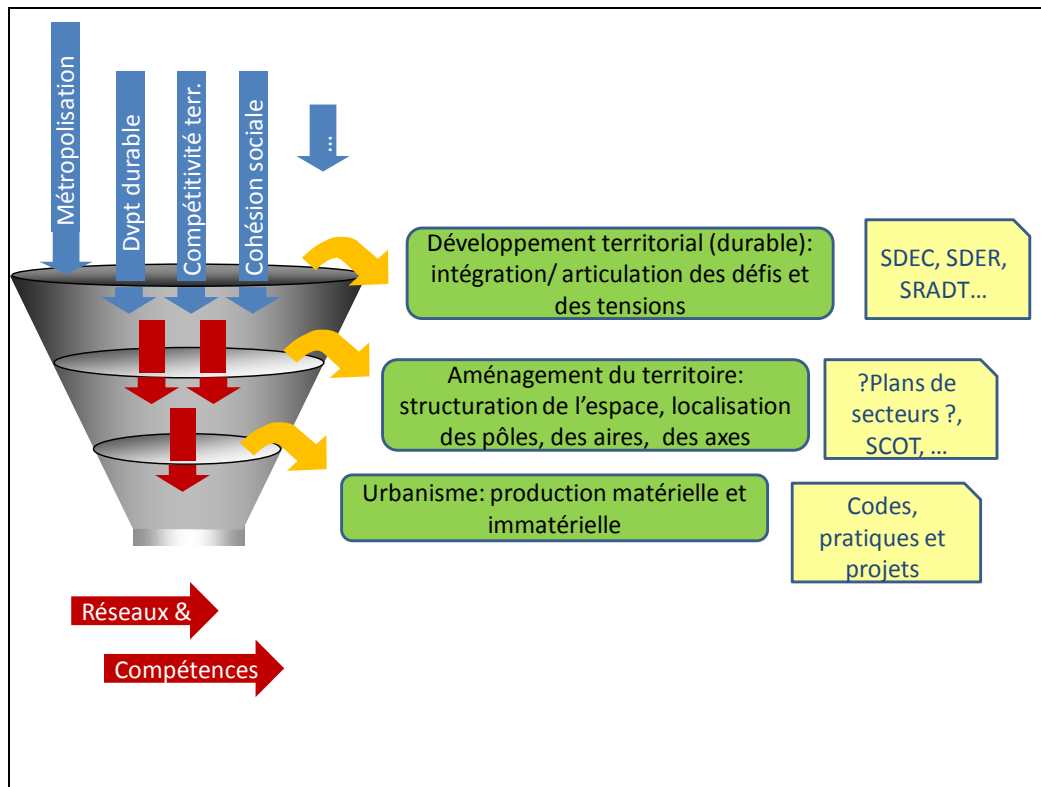 Métropolisation
Dvpt durable
Compétitivité terr.
Cohésion sociale
...
Développement territorial (durable):
intégration/ articulation des défis et
des tensions
SDEC, SDER,
SRADT...
Aménagement du territoire:
structuration de l'espace, localisation
des pôles, des aires, des axes
?Plans de
secteurs ?,
SCOT, ...
Urbanisme: production matérielle et
immatérielle
Codes,
pratiques et
projets
Réseaux &
Compétences